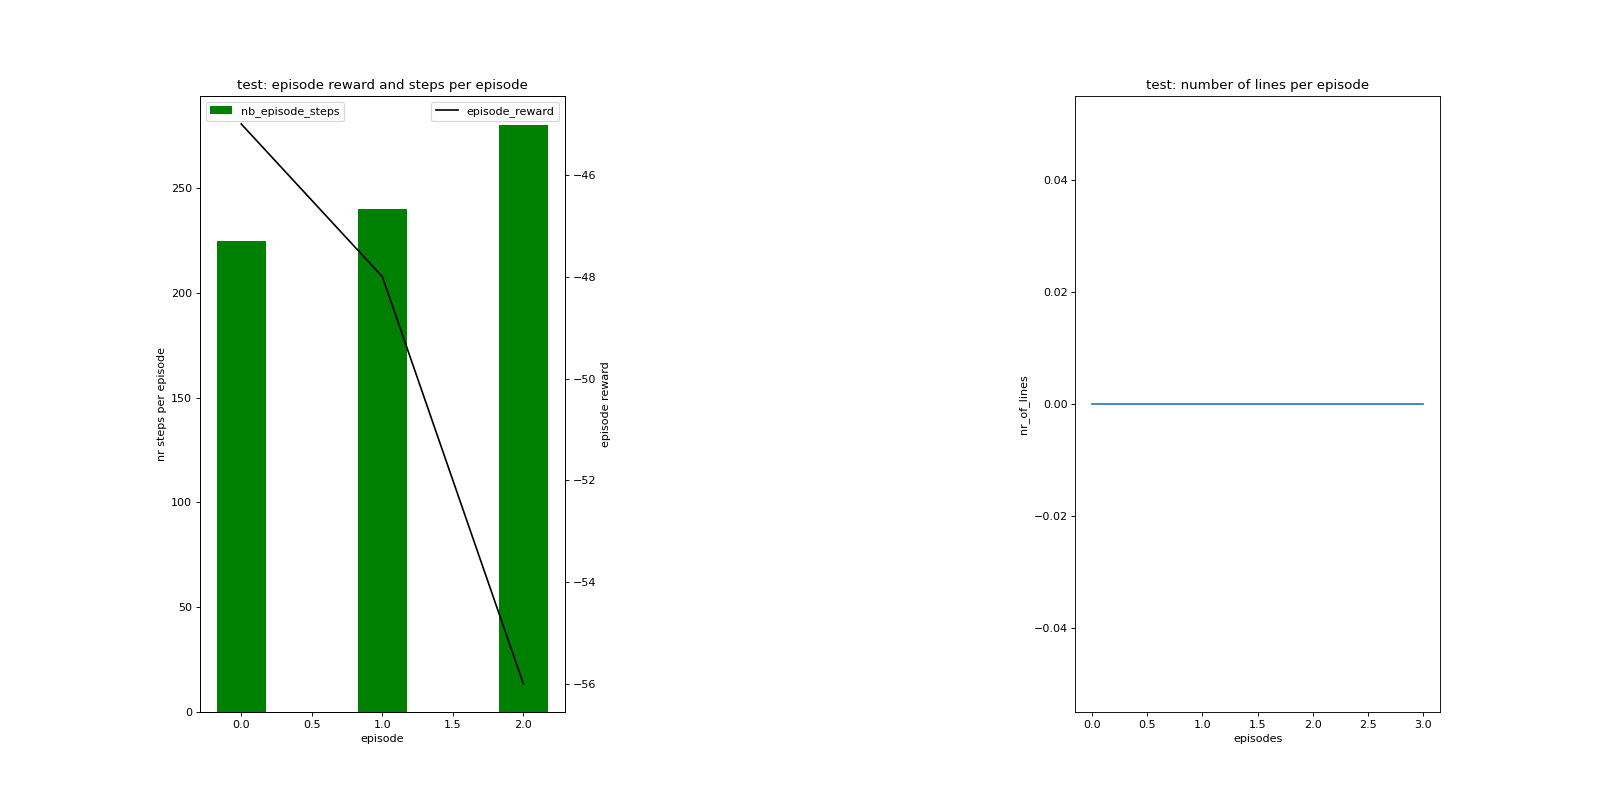 test: episode reward and steps per episode
nb_episode_steps
episode_reward
250
200
150
100
50
0
nr steps per episode
−46
−48
−50
−52
−54
−56
episode reward
0.0 0.5 1.0 1.5 2.0
episode
test: number of lines per episode
0.04
0.02
0.00
−0.02
−0.04
nr_of_lines
0.0 0.5 1.0 1.5 2.0 2.5 3.0
episodes